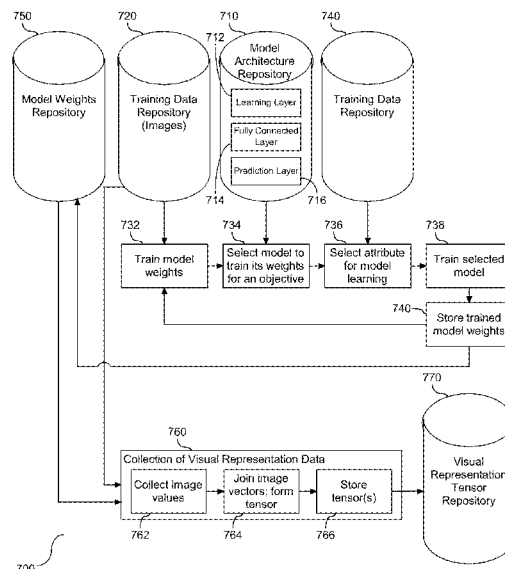 750
720
710
740
712
Model Weights
Repository
Training Data
Repository
(Images)
Model
Architecture
Repository
Learning Layer
Fully Connected
Layer
Prediction Layer
714
716
Training Data
Repository
732
734
736
738
Train model
weights
Select model to
train its weights
for an objective
Select attribute
for model
learning
Train selected
model
740
Store trained
model weights
770
760
Collection of Visual Representation Data
Collect image
values
Join image
vectors; form
tensor
Store
tensor(s)
762
764
766
Visual
Representation
Tensor
Repository
700